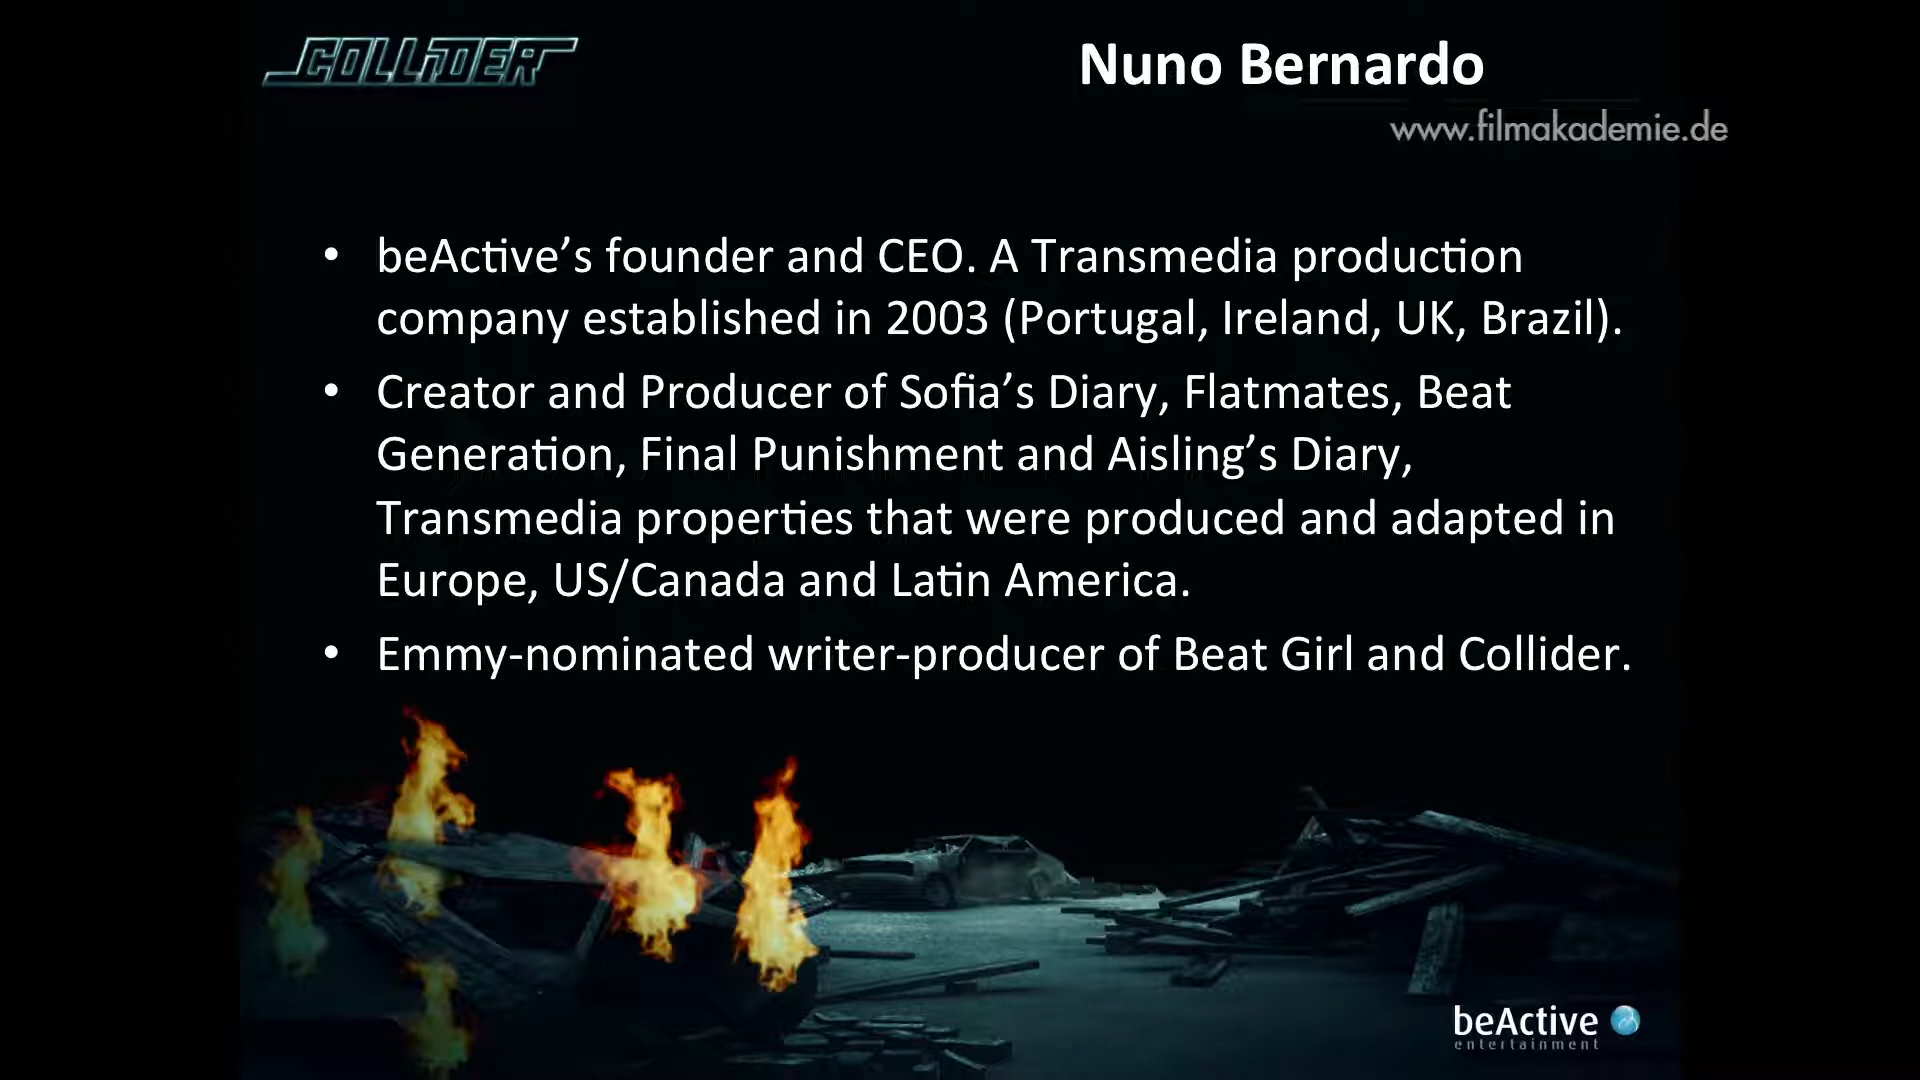 COLLIDER
Nuno Bernardo
www.filmakademie.de
• beActive’s founder and CEO. A Transmedia production
company established in 2003 (Portugal, Ireland, UK, Brazil).
• Creator and Producer of Sofia’s Diary, Flatmates, Beat
Generation, Final Punishment and Aisling’s Diary,
Transmedia properties that were produced and adapted in
Europe, US/Canada and Latin America.
• Emmy-nominated writer-producer of Beat Girl and Collider.
beActive
entertainment